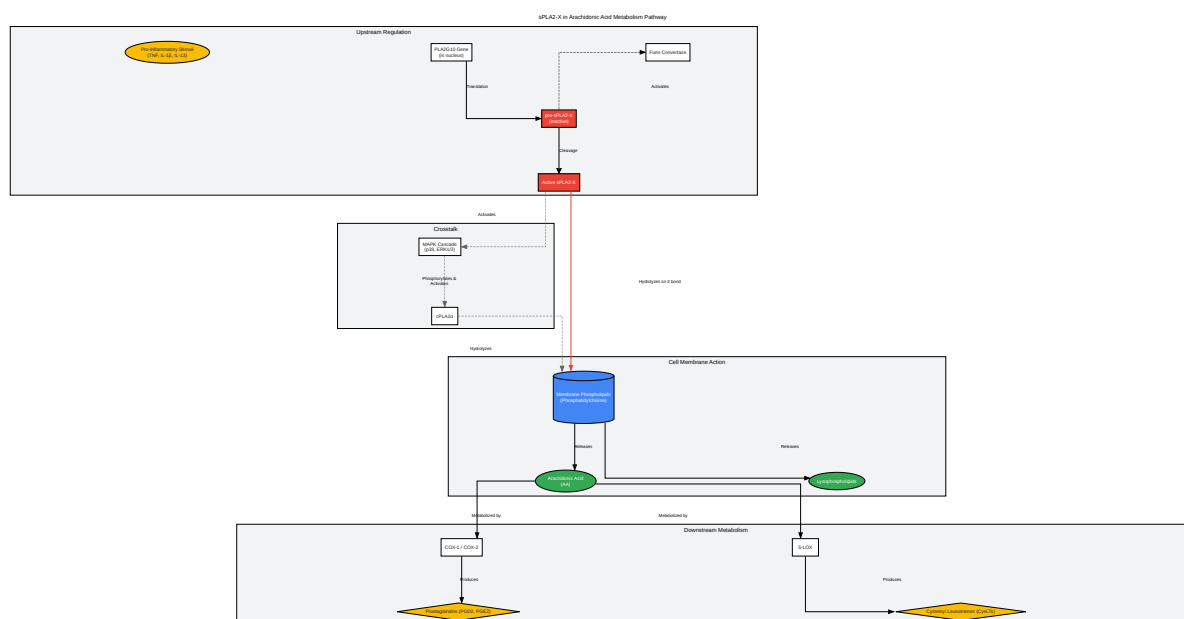 sPLA2-X in Arachidonic Acid Metabolism Pathway
Upstream Regulation
Pro-inflammatory Stimuli
(TNF, IL-1β, IL-13)
PLA2G10 Gene
(in nucleus)
Furin Convertase
Translation
Activates
pro-sPLA2-X
(inactive)
Cleavage
Active sPLA2-X
Activates
Crosstalk
MAPK Cascade
(p38, ERK1/2)
Phosphorylates &
Activates
Hydrolyzes sn-2 bond
cPLA2α
Hydrolyzes
Cell Membrane Action
Membrane Phospholipids
(Phosphatidylcholine)
Releases
Releases
Arachidonic Acid
(AA)
Lysophospholipids
Metabolized by
Metabolized by
Downstream Metabolism
COX-1 / COX-2
5-LOX
Produces
Produces
Prostaglandins (PGD2, PGE2)
Cysteinyl Leukotrienes (CysLTs)